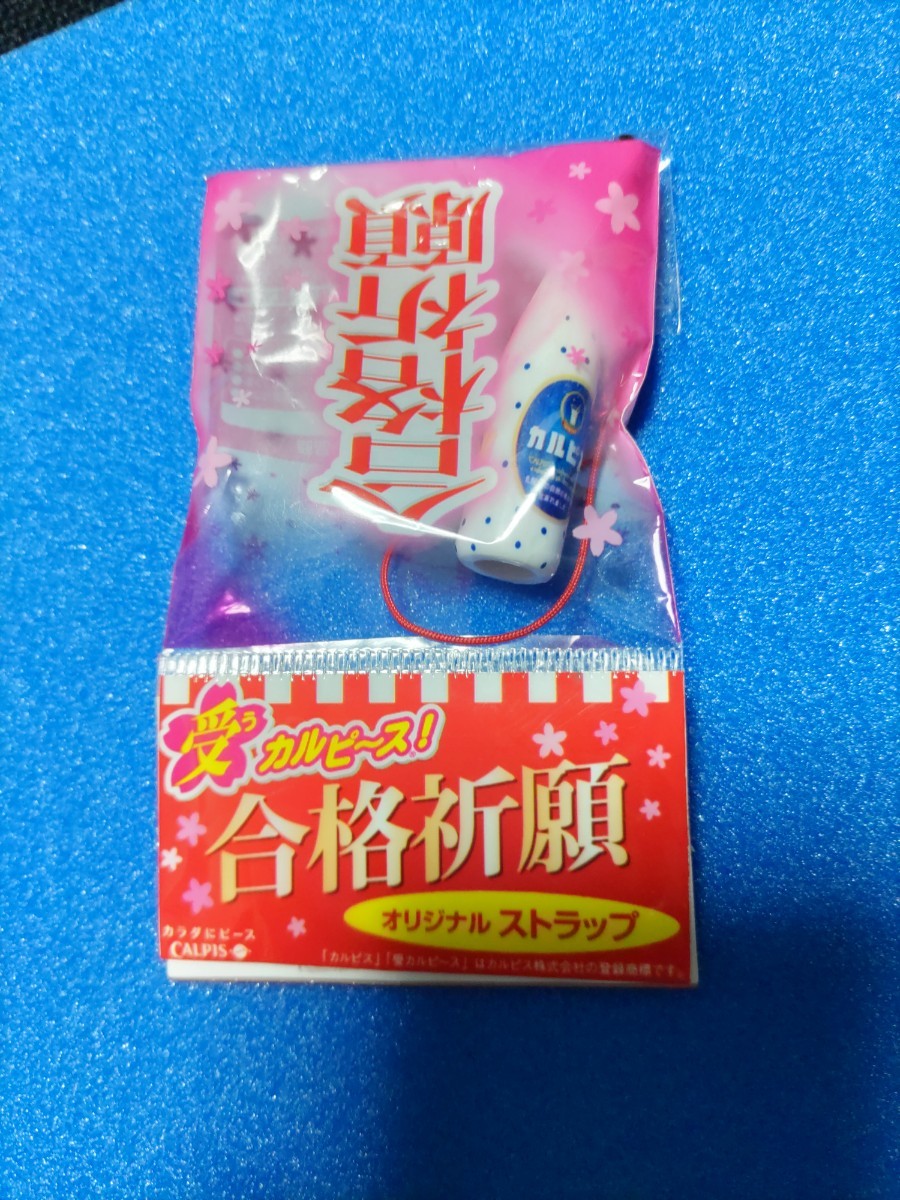 合格祈願
カルピ
受う
カルピース!
合格祈願
オリジナル ストラップ
カラダにピース
CALPIS
「カルピス」「受カルピース」はカルピス株式会社の登録商標です。